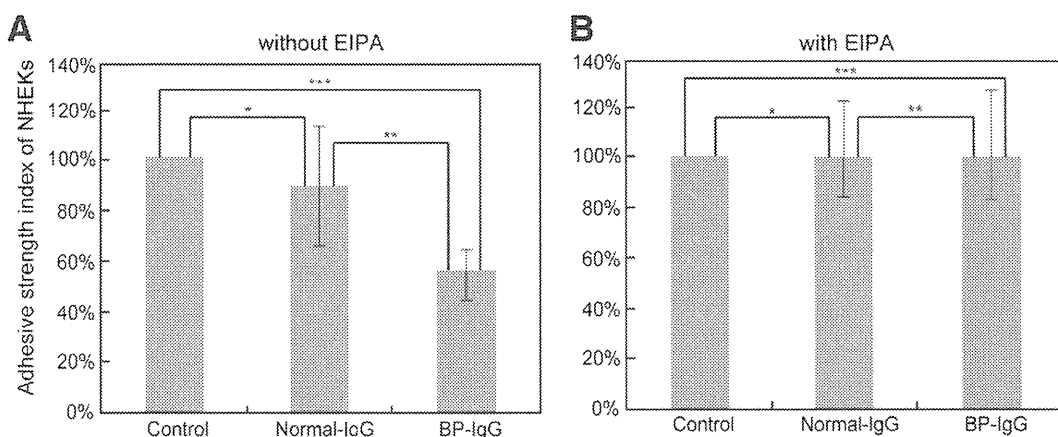 A
without EIPA
Adhesive strength index of NHEKs
140%
120%
100%
80%
60%
40%
20%
0%
***
*
**
Control
Normal-IgG
BP-IgG
B
with EIPA
140%
120%
100%
80%
60%
40%
20%
0%
***
*
**
Control
Normal-IgG
BP-IgG